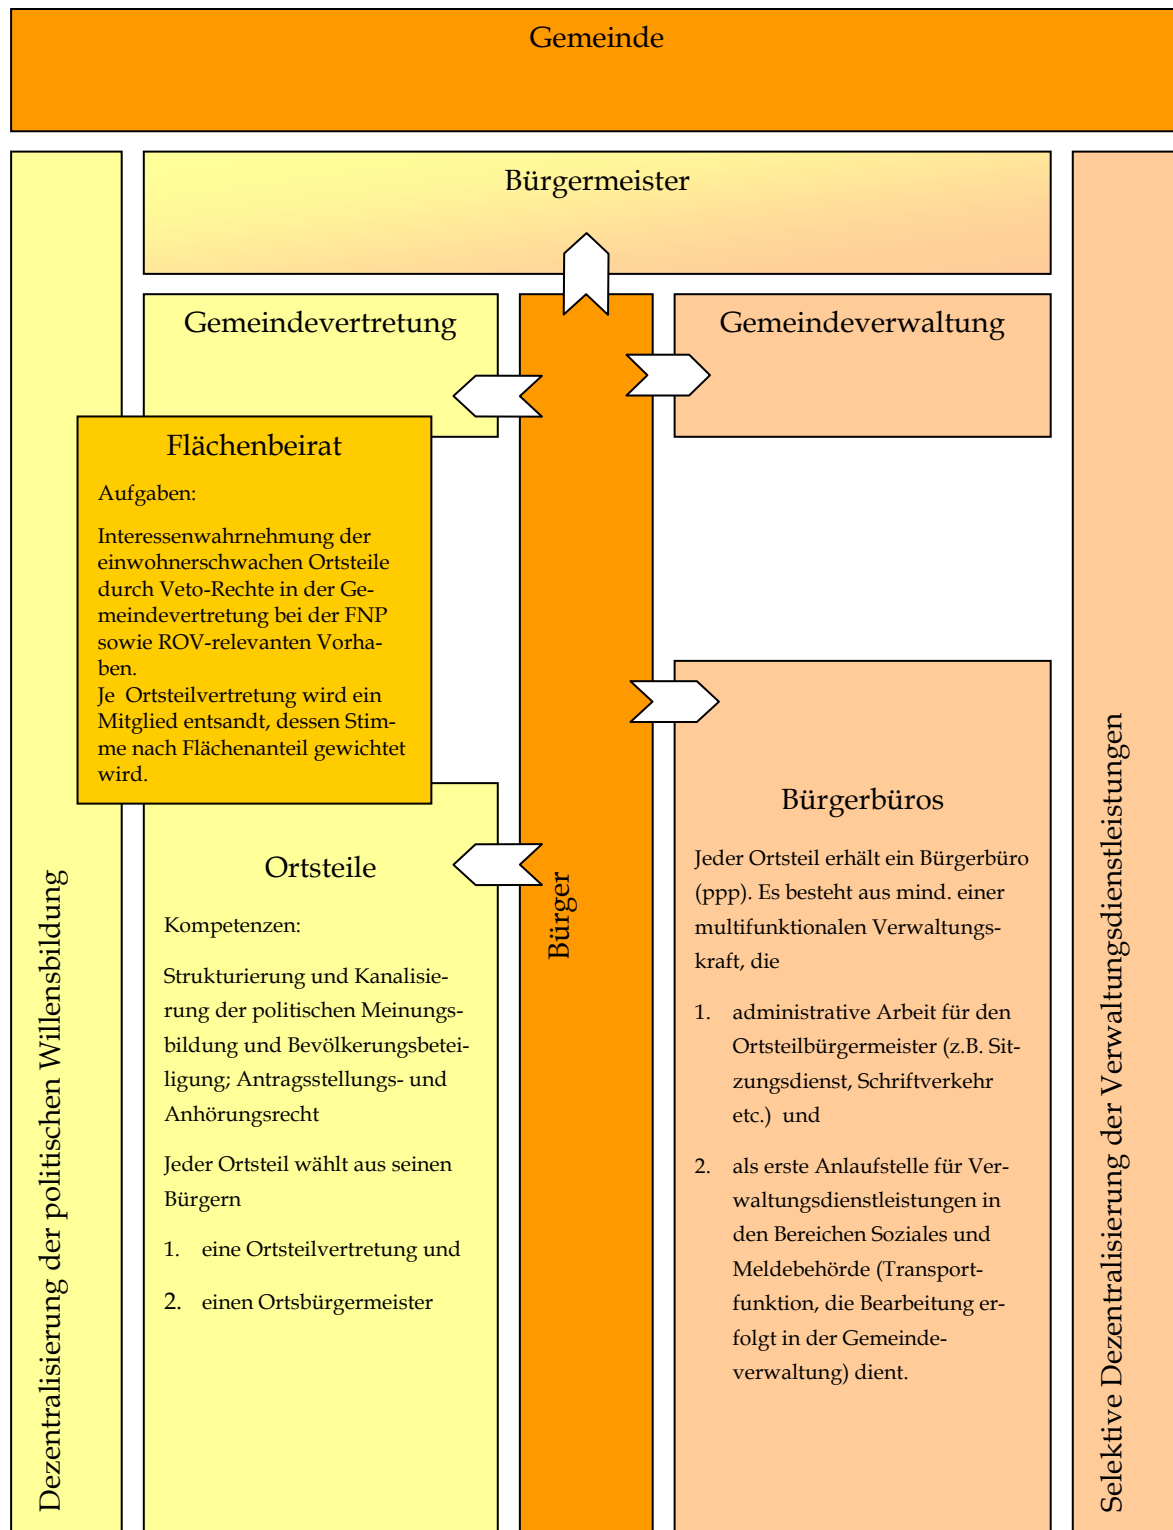 Gemeinde
Bürgermeister
Gemeindevertretung
Gemeindeverwaltung
Flächenbeirat
Aufgaben:
Interessenwahrnehmung der
einwohnerschwachen Ortsteile
durch Veto-Rechte in der Ge-
meindevertretung bei der FNP
sowie ROV-relevanten Vorha-
ben.
Je Ortsteilvertretung wird ein
Mitglied entsandt, dessen Stim-
me nach Flächenanteil gewichtet
wird.
Ortsteile
Kompetenzen:
Strukturierung und Kanalisie-
rung der politischen Meinungs-
bildung und Bevölkerungsbetei-
ligung; Antragsstellungs- und
Anhörungsrecht
Jeder Ortsteil wählt aus seinen
Bürgern
1. eine Ortsteilvertretung und
2. einen Ortsbürgermeister
Bürger
Bürgerbüros
Jeder Ortsteil erhält ein Bürgerbüro
(ppp). Es besteht aus mind. einer
multifunktionalen Verwaltungs-
kraft, die
1. administrative Arbeit für den
Ortsteilbürgermeister (z.B. Sit-
zungsdienst, Schriftverkehr
etc.) und
2. als erste Anlaufstelle für Ver-
waltungsdienstleistungen in
den Bereichen Soziales und
Meldebehörde (Transport-
funktion, die Bearbeitung er-
folgt in der Gemeinde-
verwaltung) dient.
Dezentralisierung der politischen Willensbildung
Selektive Dezentralisierung der Verwaltungsdienstleistungen